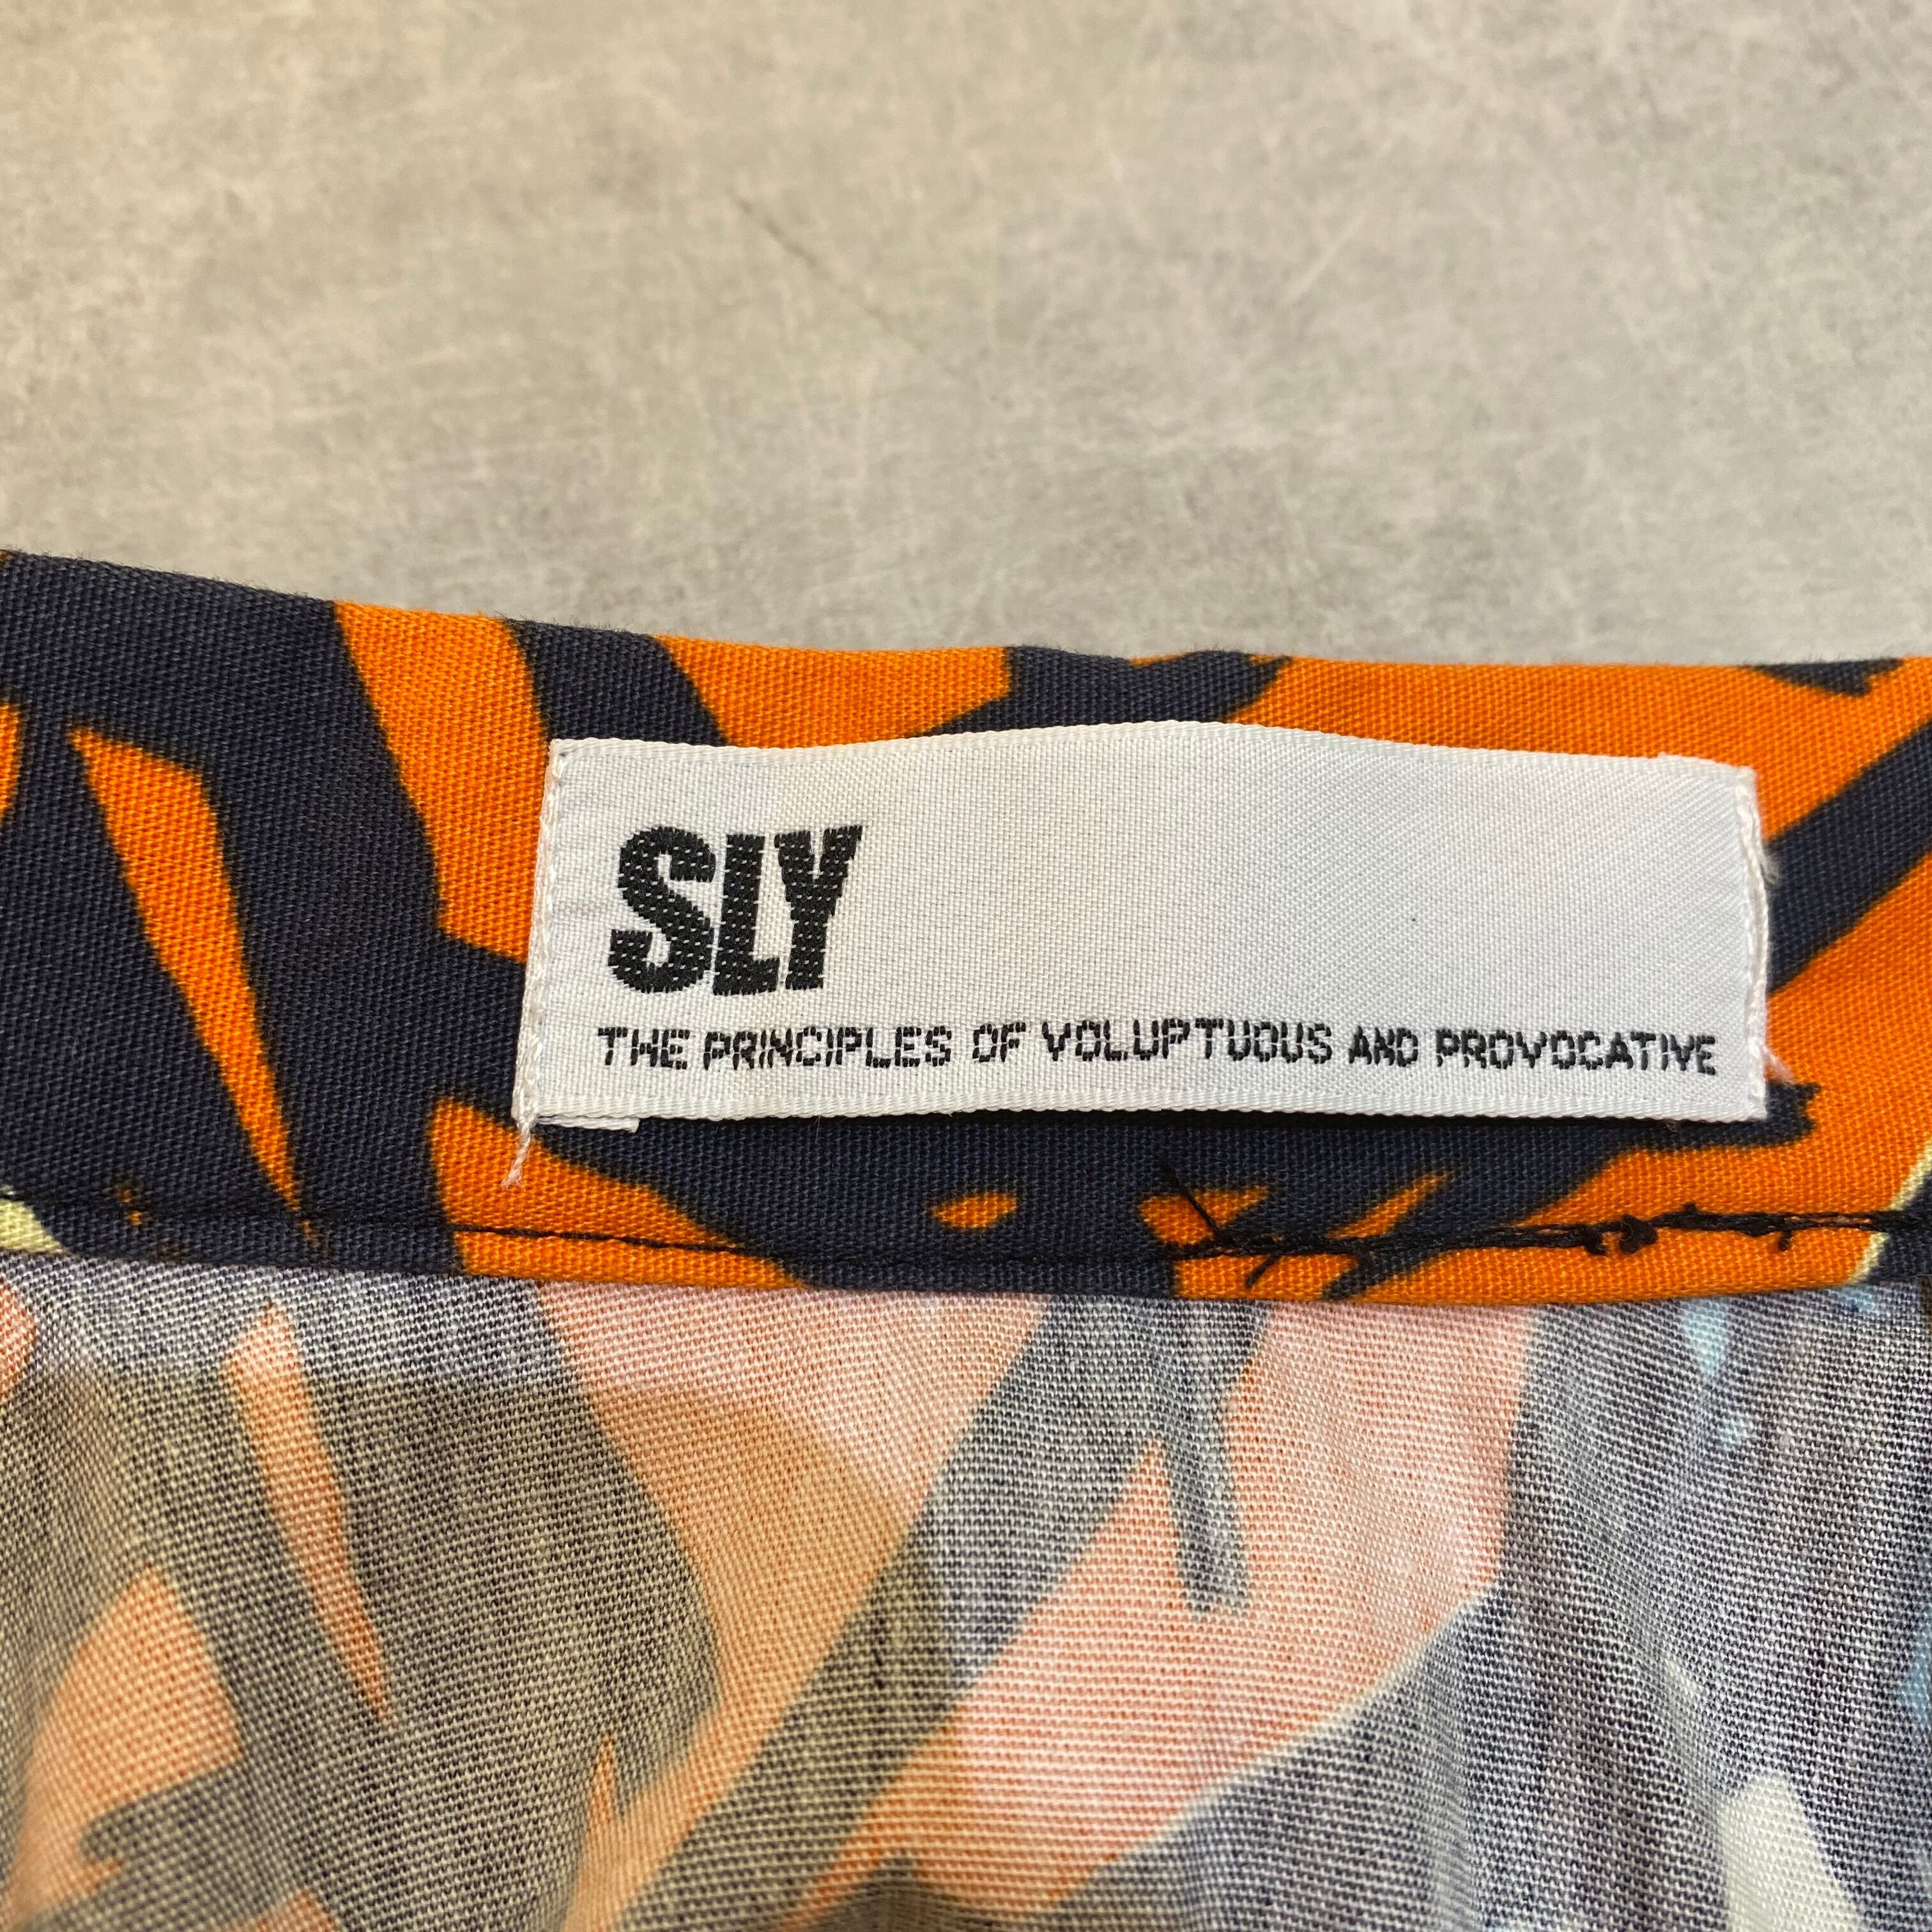 SLY
THE PRINCIPLES OF VOLUPTUOUS AND PROVOCATIVE